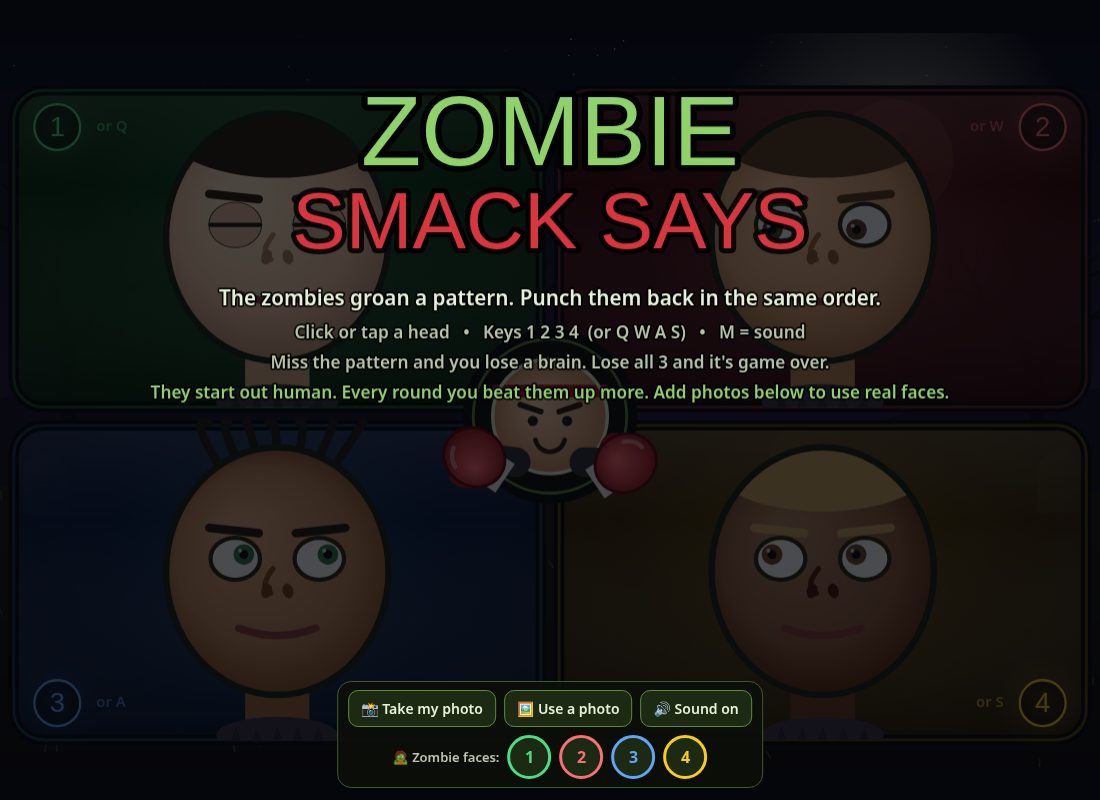 ZOMBIE
SMACK SAYS
1 or Q
or W 2
The zombies groan a pattern. Punch them back in the same order.
Click or tap a head • Keys 1 2 3 4 (or Q W A S) • M = sound
Miss the pattern and you lose a brain. Lose all 3 and it's game over.
They start out human. Every round you beat them up more. Add photos below to use real faces.
3 or A
or S 4
📸 Take my photo
🖼️ Use a photo
🔊 Sound on
🧟 Zombie faces: 1 2 3 4